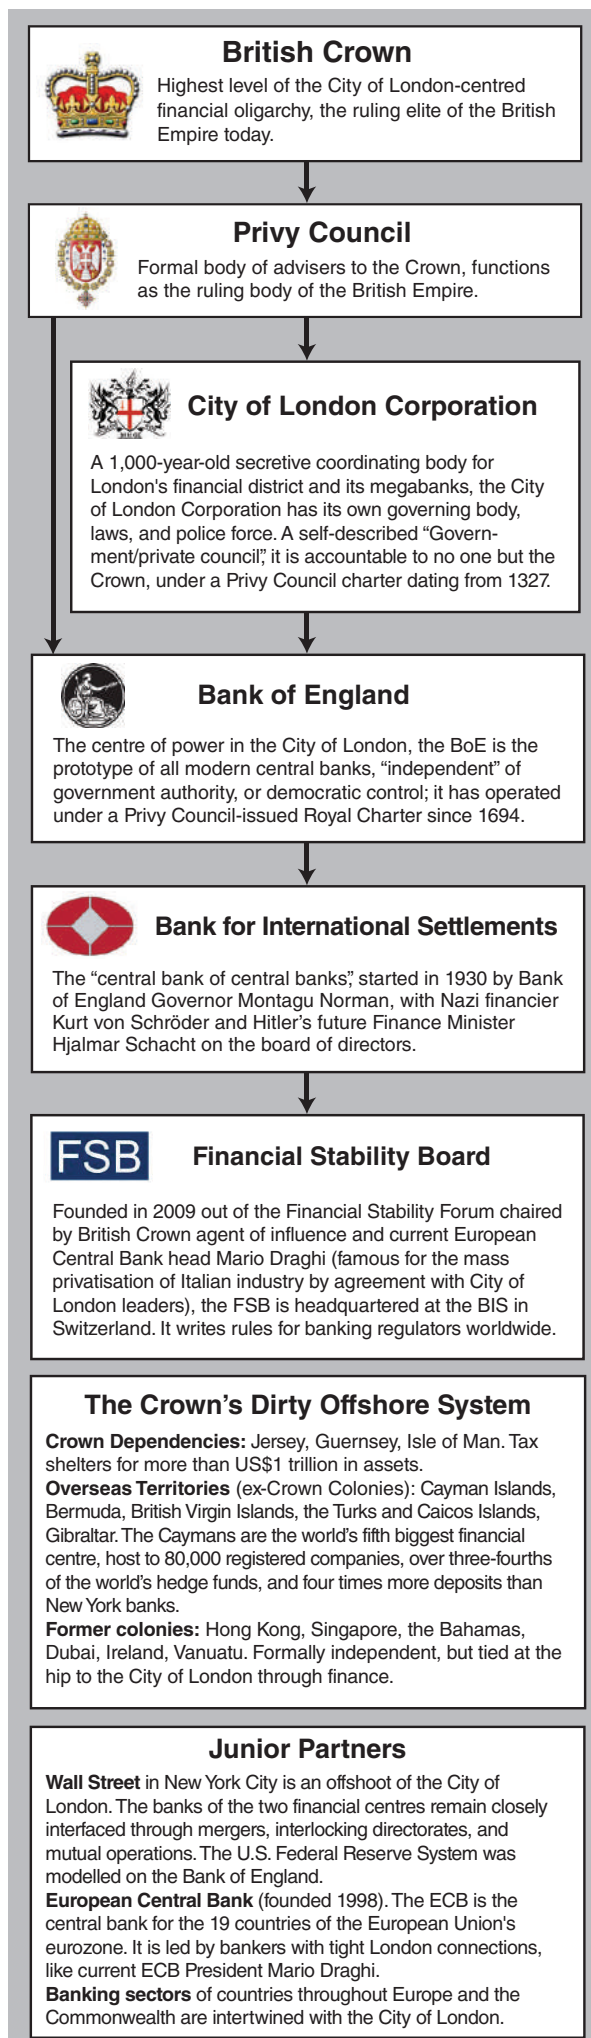 British Crown
Highest level of the City of London-centred
financial oligarchy, the ruling elite of the British
Empire today.
Privy Council
Formal body of advisers to the Crown, functions
as the ruling body of the British Empire.
City of London Corporation
A 1,000-year-old secretive coordinating body for
London's financial district and its megabanks, the City
of London Corporation has its own governing body,
laws, and police force. A self-described “Govern-
ment/private council”, it is accountable to no one but the
Crown, under a Privy Council charter dating from 1327.
Bank of England
The centre of power in the City of London, the BoE is the
prototype of all modern central banks, “independent” of
government authority, or democratic control; it has operated
under a Privy Council-issued Royal Charter since 1694.
Bank for International Settlements
The “central bank of central banks”, started in 1930 by Bank
of England Governor Montagu Norman, with Nazi financier
Kurt von Schröder and Hitler’s future Finance Minister
Hjalmar Schacht on the board of directors.
FSB
Financial Stability Board
Founded in 2009 out of the Financial Stability Forum chaired
by British Crown agent of influence and current European
Central Bank head Mario Draghi (famous for the mass
privatisation of Italian industry by agreement with City of
London leaders), the FSB is headquartered at the BIS in
Switzerland. It writes rules for banking regulators worldwide.
The Crown’s Dirty Offshore System
Crown Dependencies: Jersey, Guernsey, Isle of Man. Tax
shelters for more than US$1 trillion in assets.
Overseas Territories (ex-Crown Colonies): Cayman Islands,
Bermuda, British Virgin Islands, the Turks and Caicos Islands,
Gibraltar. The Caymans are the world’s fifth biggest financial
centre, host to 80,000 registered companies, over three-fourths
of the world’s hedge funds, and four times more deposits than
New York banks.
Former colonies: Hong Kong, Singapore, the Bahamas,
Dubai, Ireland, Vanuatu. Formally independent, but tied at the
hip to the City of London through finance.
Junior Partners
Wall Street in New York City is an offshoot of the City of
London. The banks of the two financial centres remain closely
interfaced through mergers, interlocking directorates, and
mutual operations. The U.S. Federal Reserve System was
modelled on the Bank of England.
European Central Bank (founded 1998). The ECB is the
central bank for the 19 countries of the European Union's
eurozone. It is led by bankers with tight London connections,
like current ECB President Mario Draghi.
Banking sectors of countries throughout Europe and the
Commonwealth are intertwined with the City of London.